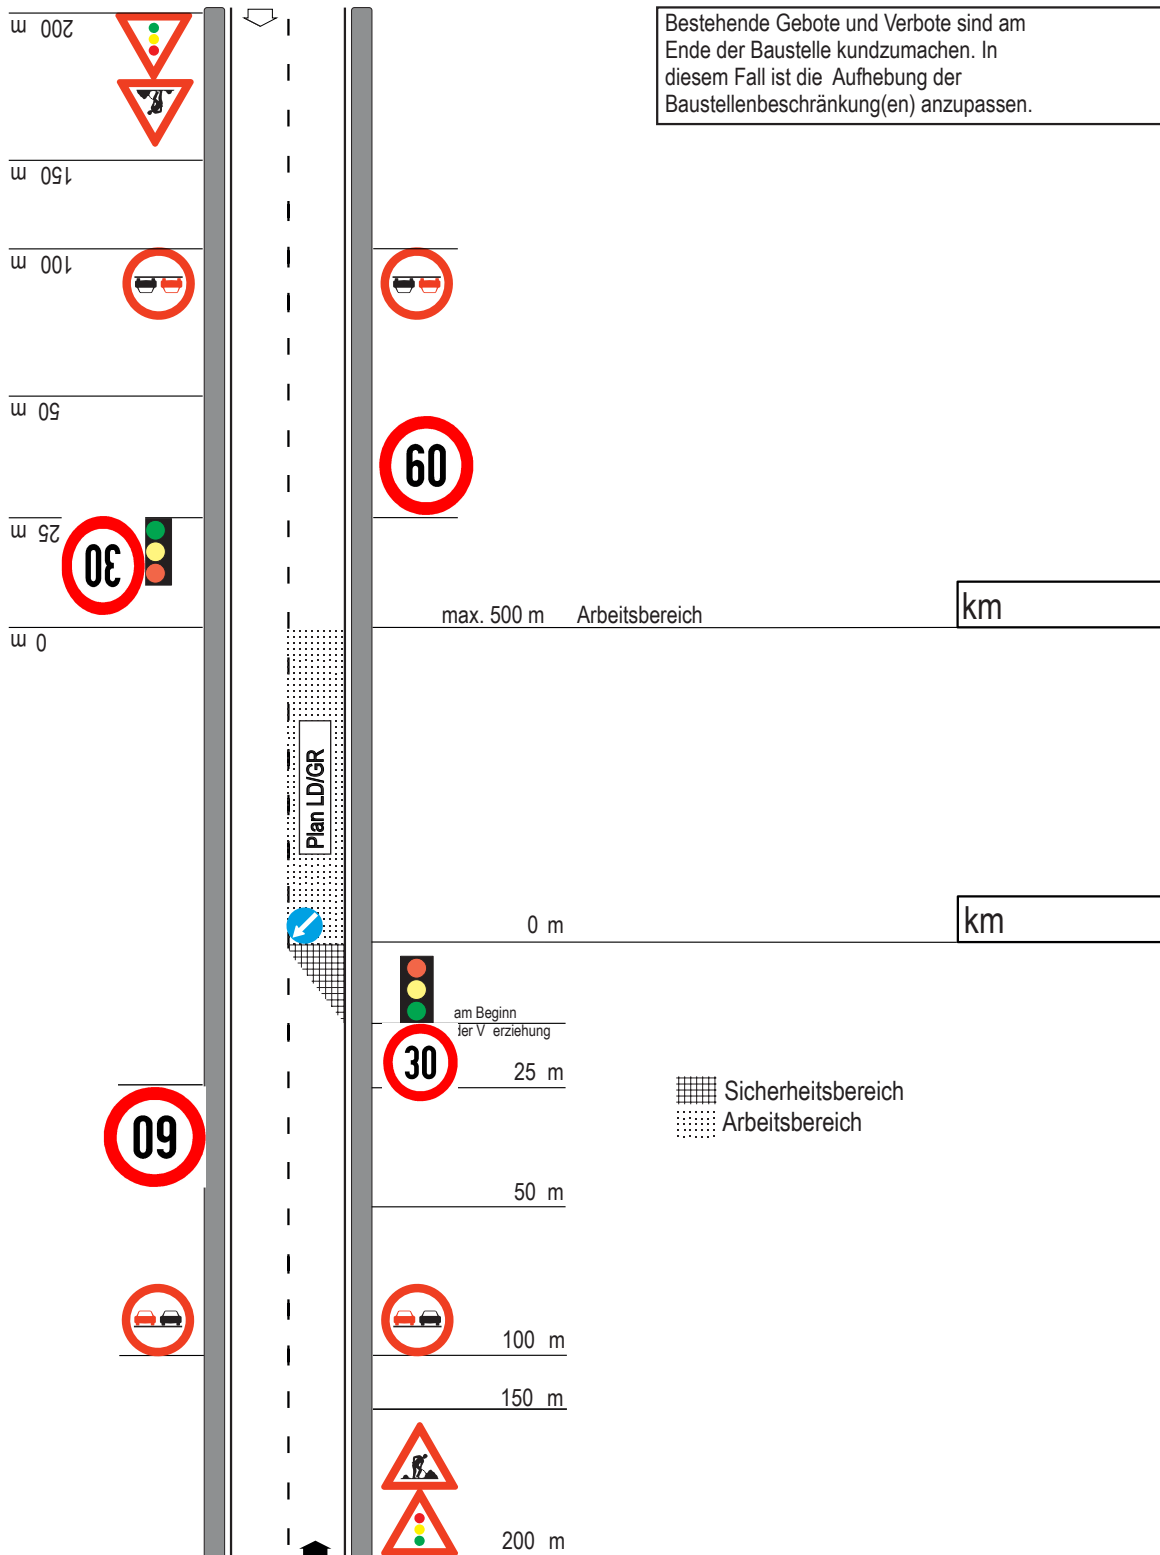 200 m
Bestehende Gebote und Verbote sind am
Ende der Baustelle kundzumachen. In
diesem Fall ist die Aufhebung der
Baustellenbeschränkung(en) anzupassen.
150 m
100 m
50 m
60
25 m
30
max. 500 m Arbeitsbereich
km
0 m
Plan LD/GR
0 m
km
am Beginn
der V erziehung
30
25 m
Sicherheitsbereich
Arbeitsbereich
60
50 m
100 m
150 m
200 m